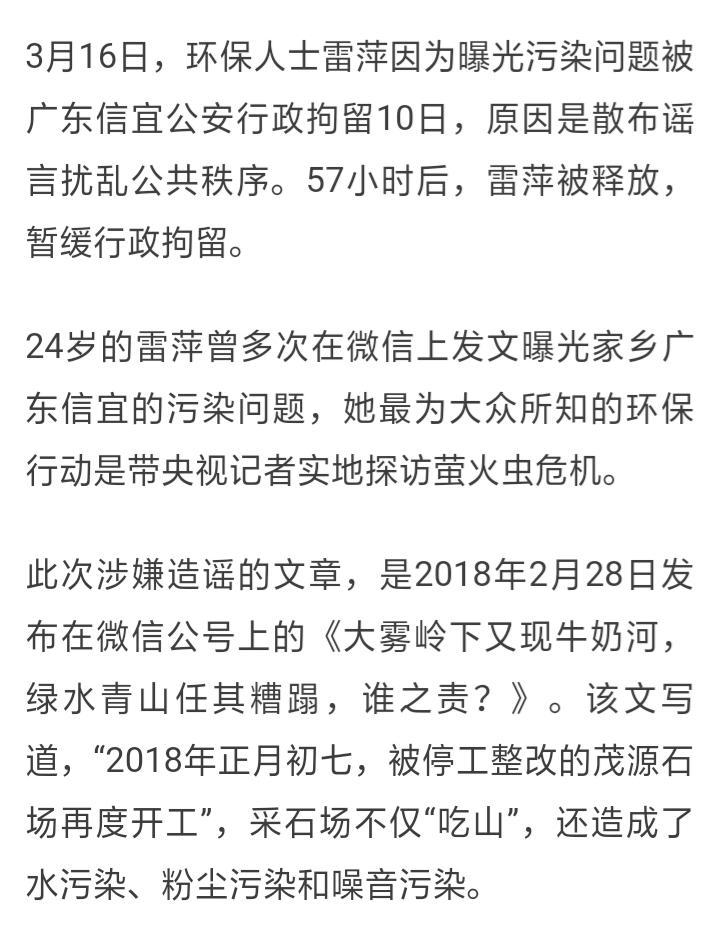 3月16日，环保人士雷萍因为曝光污染问题被
广东信宜公安行政拘留10日，原因是散布谣
言扰乱公共秩序。57小时后，雷萍被释放，
暂缓行政拘留。
24岁的雷萍曾多次在微信上发文曝光家乡广
东信宜的污染问题，她最为大众所知的环保
行动是带央视记者实地探访萤火虫危机。
此次涉嫌造谣的文章，是2018年2月28日发
布在微信公号上的《大雾岭下又现牛奶河，
绿水青山任其糟蹋，谁之责？》。该文写
道，“2018年正月初七，被停工整改的茂源石
场再度开工”，采石场不仅“吃山”，还造成了
水污染、粉尘污染和噪音污染。